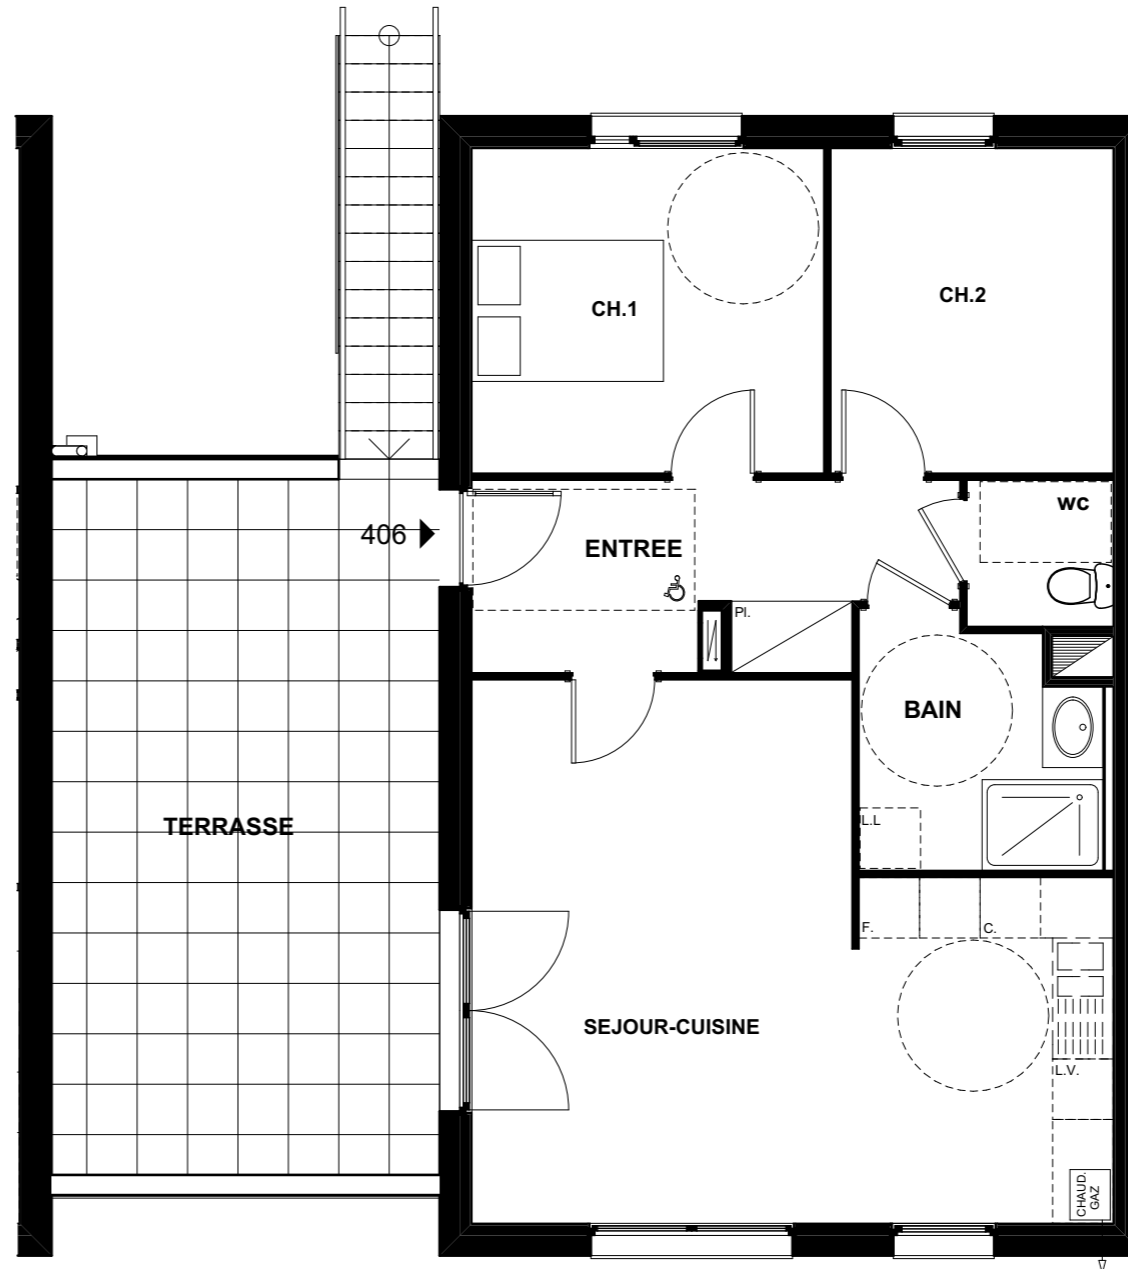 CH.1
CH.2
WC
406
ENTREE
Pl.
BAIN
TERRASSE
L.L
F.
C.
SEJOUR-CUISINE
L.V.
CHAUD.
GAZ